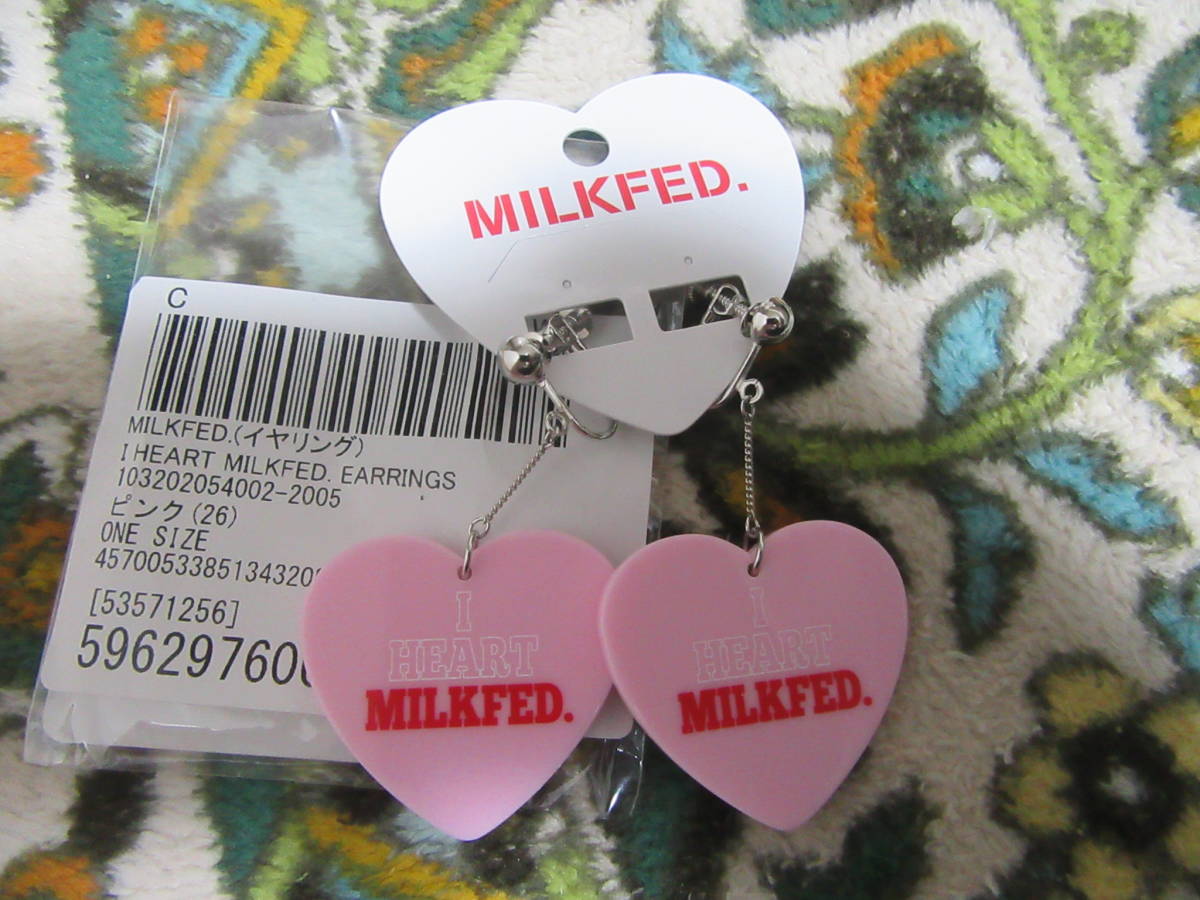 MILKFED.
C
MILKFED.(イヤリング)
I HEART MILKFED. EARRINGS
103202054002-2005
ピンク(26)
ONE SIZE
[53571256]
I
HEART
MILKFED.
I
HEART
MILKFED.